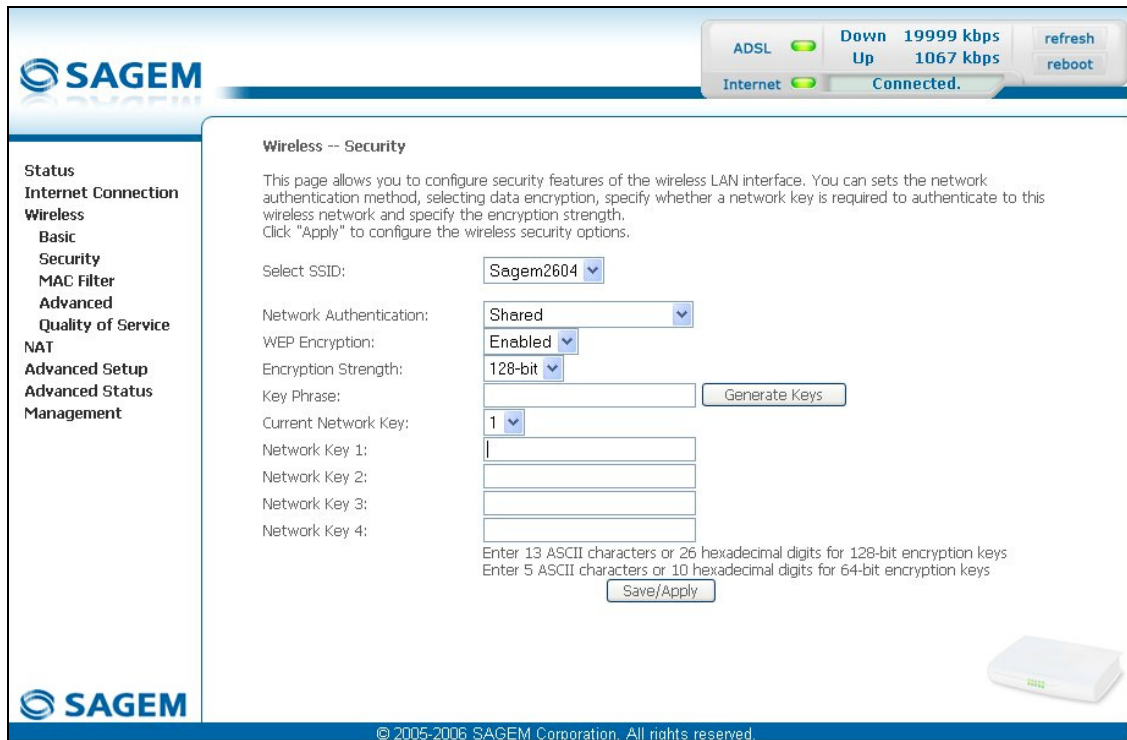 SAGEM
ADSL
Down 19999 kbps
Up 1067 kbps
Internet
Connected.
refresh
reboot
Status
Internet Connection
Wireless
Basic
Security
MAC Filter
Advanced
Quality of Service
NAT
Advanced Setup
Advanced Status
Management
Wireless -- Security
This page allows you to configure security features of the wireless LAN interface. You can sets the network
authentication method, selecting data encryption, specify whether a network key is required to authenticate to this
wireless network and specify the encryption strength.
Click "Apply" to configure the wireless security options.
Select SSID: Sagem2604
Network Authentication: Shared
WEP Encryption: Enabled
Encryption Strength: 128-bit
Key Phrase: Generate Keys
Current Network Key: 1
Network Key 1:
Network Key 2:
Network Key 3:
Network Key 4:
Enter 13 ASCII characters or 26 hexadecimal digits for 128-bit encryption keys
Enter 5 ASCII characters or 10 hexadecimal digits for 64-bit encryption keys
Save/Apply
SAGEM
© 2005-2006 SAGEM Corporation. All rights reserved.